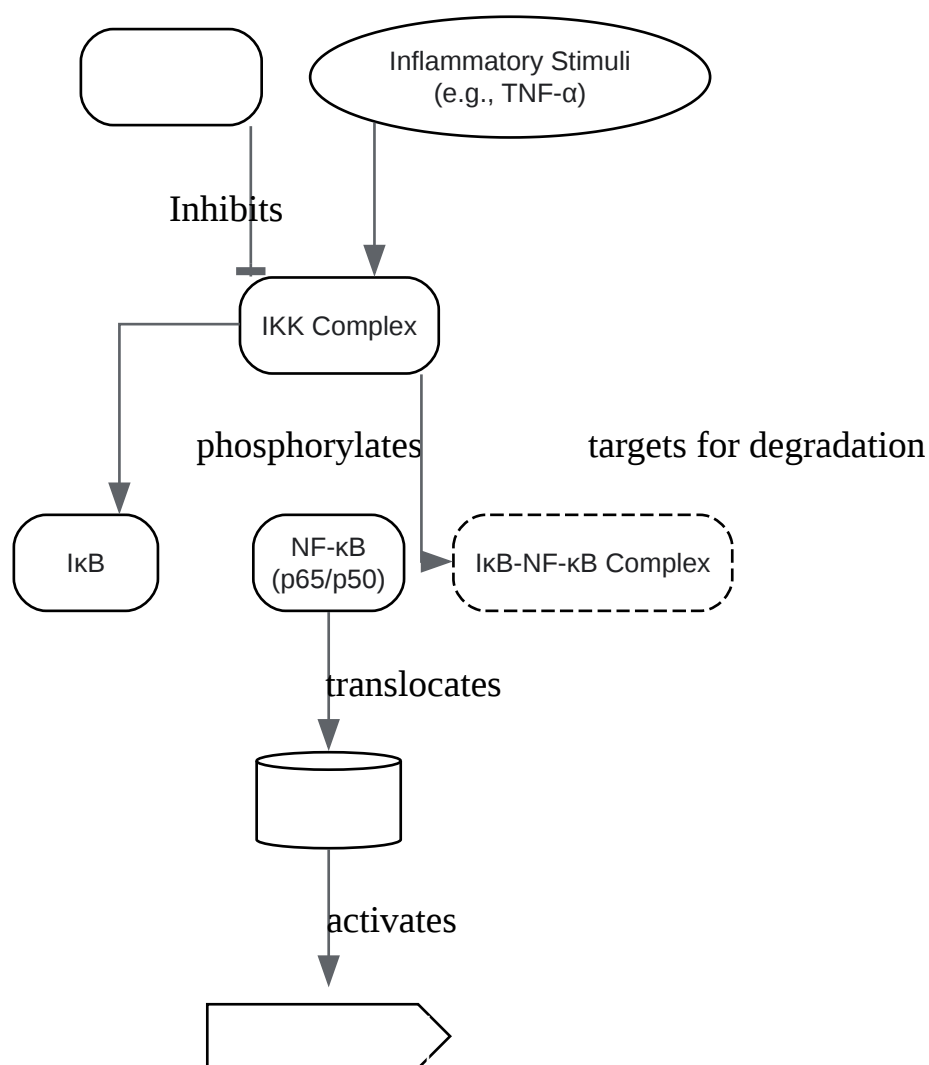 Inflammatory Stimuli
(e.g., TNF-α)
Inhibits
IKK Complex
phosphorylates
targets for degradation
IκB
NF-κB
(p65/p50)
IκB-NF-κB Complex
translocates
activates